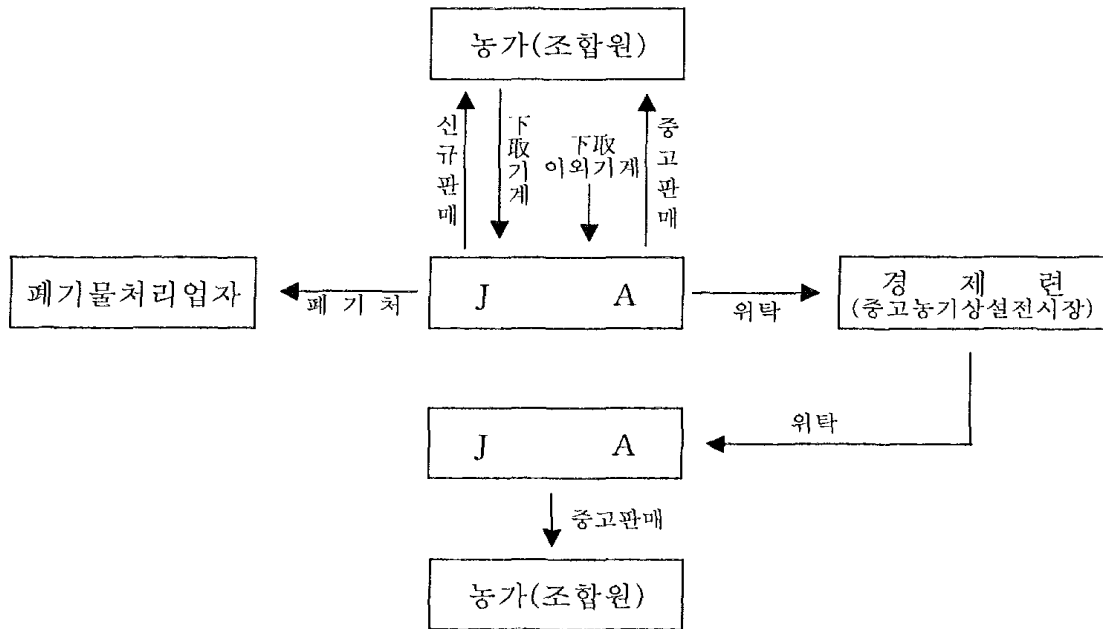 농가(조합원)
신규판매
下取기계
下取
이외기계
중고판매
폐기물처리업자
폐 기 처
J A
위탁
경 제 련
(중고농기상설전시장)
J A
위탁
중고판매
농가(조합원)